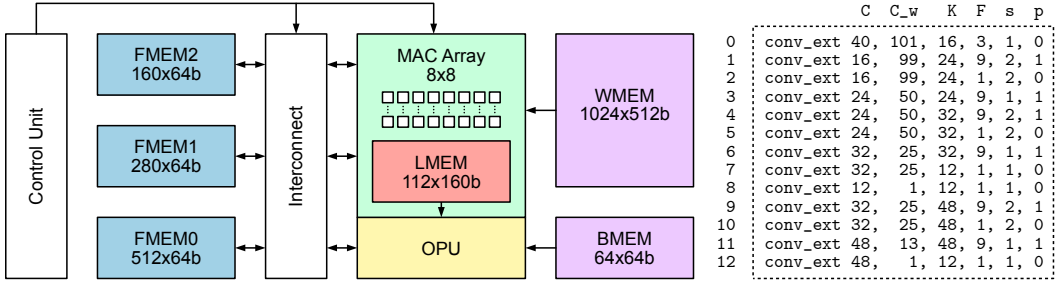 Control Unit
FMEM2
160x64b
FMEM1
280x64b
FMEM0
512x64b
Interconnect
MAC Array
8x8
LMEM
112x160b
OPU
WMEM
1024x512b
BMEM
64x64b
C C_w K F s p
0 conv_ext 40, 101, 16, 3, 1, 0
1 conv_ext 16, 99, 24, 9, 2, 1
2 conv_ext 16, 99, 24, 1, 2, 0
3 conv_ext 24, 50, 24, 9, 1, 1
4 conv_ext 24, 50, 32, 9, 2, 1
5 conv_ext 24, 50, 32, 1, 2, 0
6 conv_ext 32, 25, 32, 9, 1, 1
7 conv_ext 32, 25, 12, 1, 1, 0
8 conv_ext 12, 1, 12, 1, 1, 0
9 conv_ext 32, 25, 48, 9, 2, 1
10 conv_ext 32, 25, 48, 1, 2, 0
11 conv_ext 48, 13, 48, 9, 1, 1
12 conv_ext 48, 1, 12, 1, 1, 0